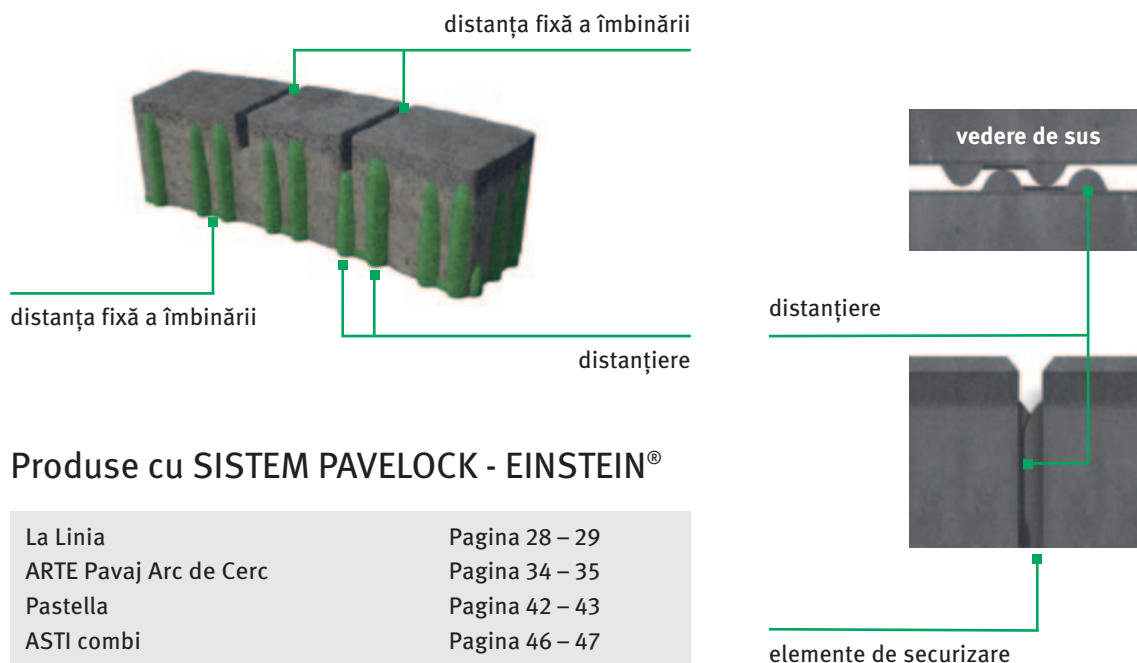 distanța fixă a îmbinării
vedere de sus
distanța fixă a îmbinării
distanțiere
distanțiere
Produse cu SISTEM PAVELOCK - EINSTEIN®
La Linia Pagina 28 – 29
ARTE Pavaj Arc de Cerc Pagina 34 – 35
Pastella Pagina 42 – 43
ASTI combi Pagina 46 – 47
elemente de securizare